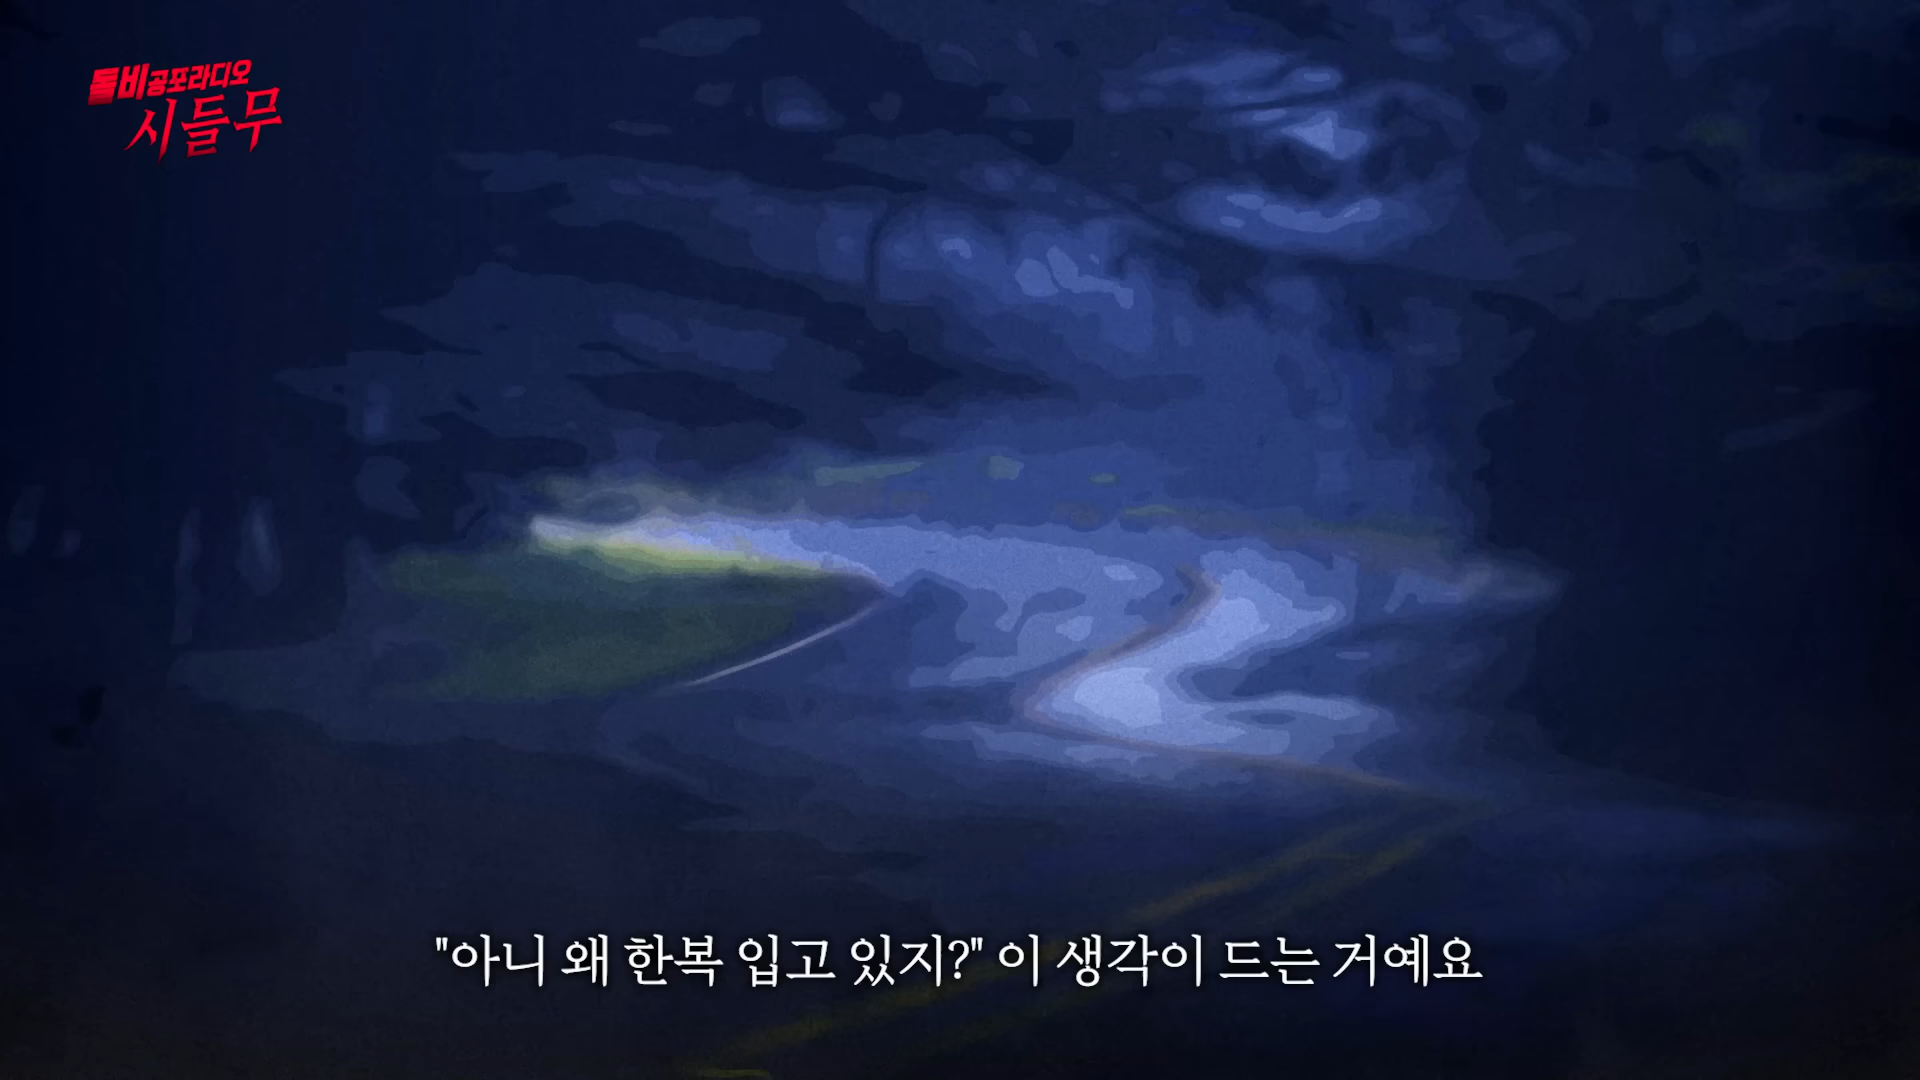 돌비공포라디오
시들무
"아니 왜 한복 입고 있지?" 이 생각이 드는 거예요